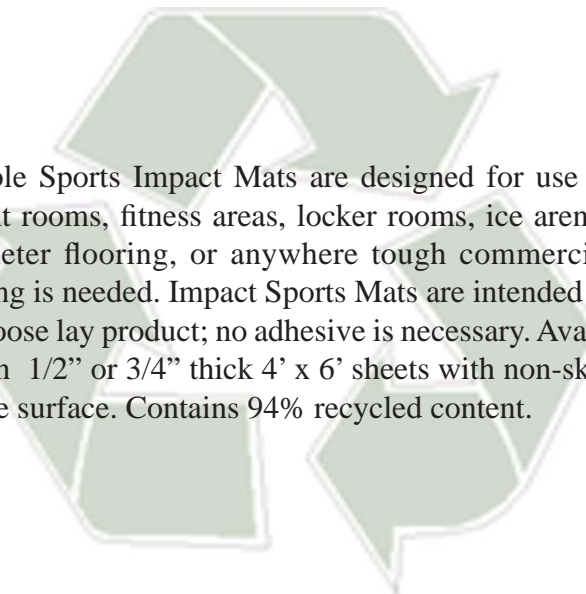 ple Sports Impact Mats are designed for use
t rooms, fitness areas, locker rooms, ice aren
eter flooring, or anywhere tough commerci
ng is needed. Impact Sports Mats are intended
oose lay product; no adhesive is necessary. Ava
n 1/2” or 3/4” thick 4’ x 6’ sheets with non-sk
e surface. Contains 94% recycled content.